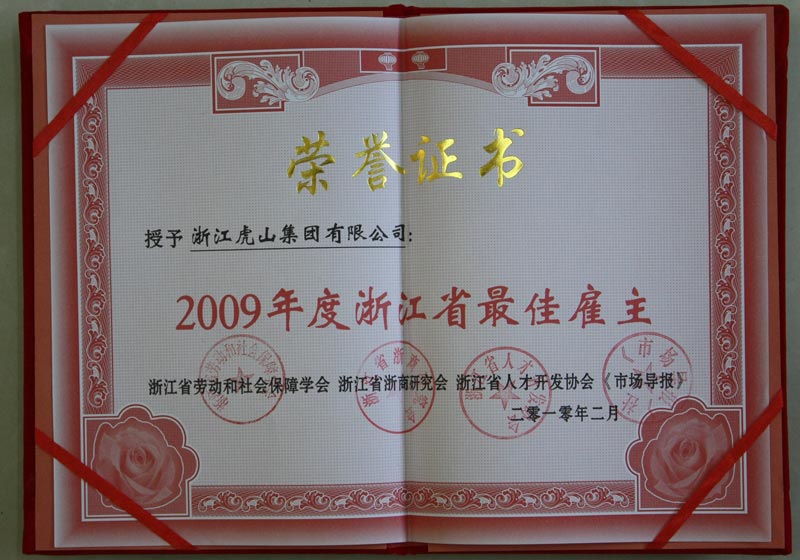 荣誉证书
授予 浙江虎山集团有限公司:
2009年度浙江省最佳雇主
浙江省劳动和社会保障学会 浙江省浙商研究会 浙江省人才开发协会 《市场导报》
二零一零年二月